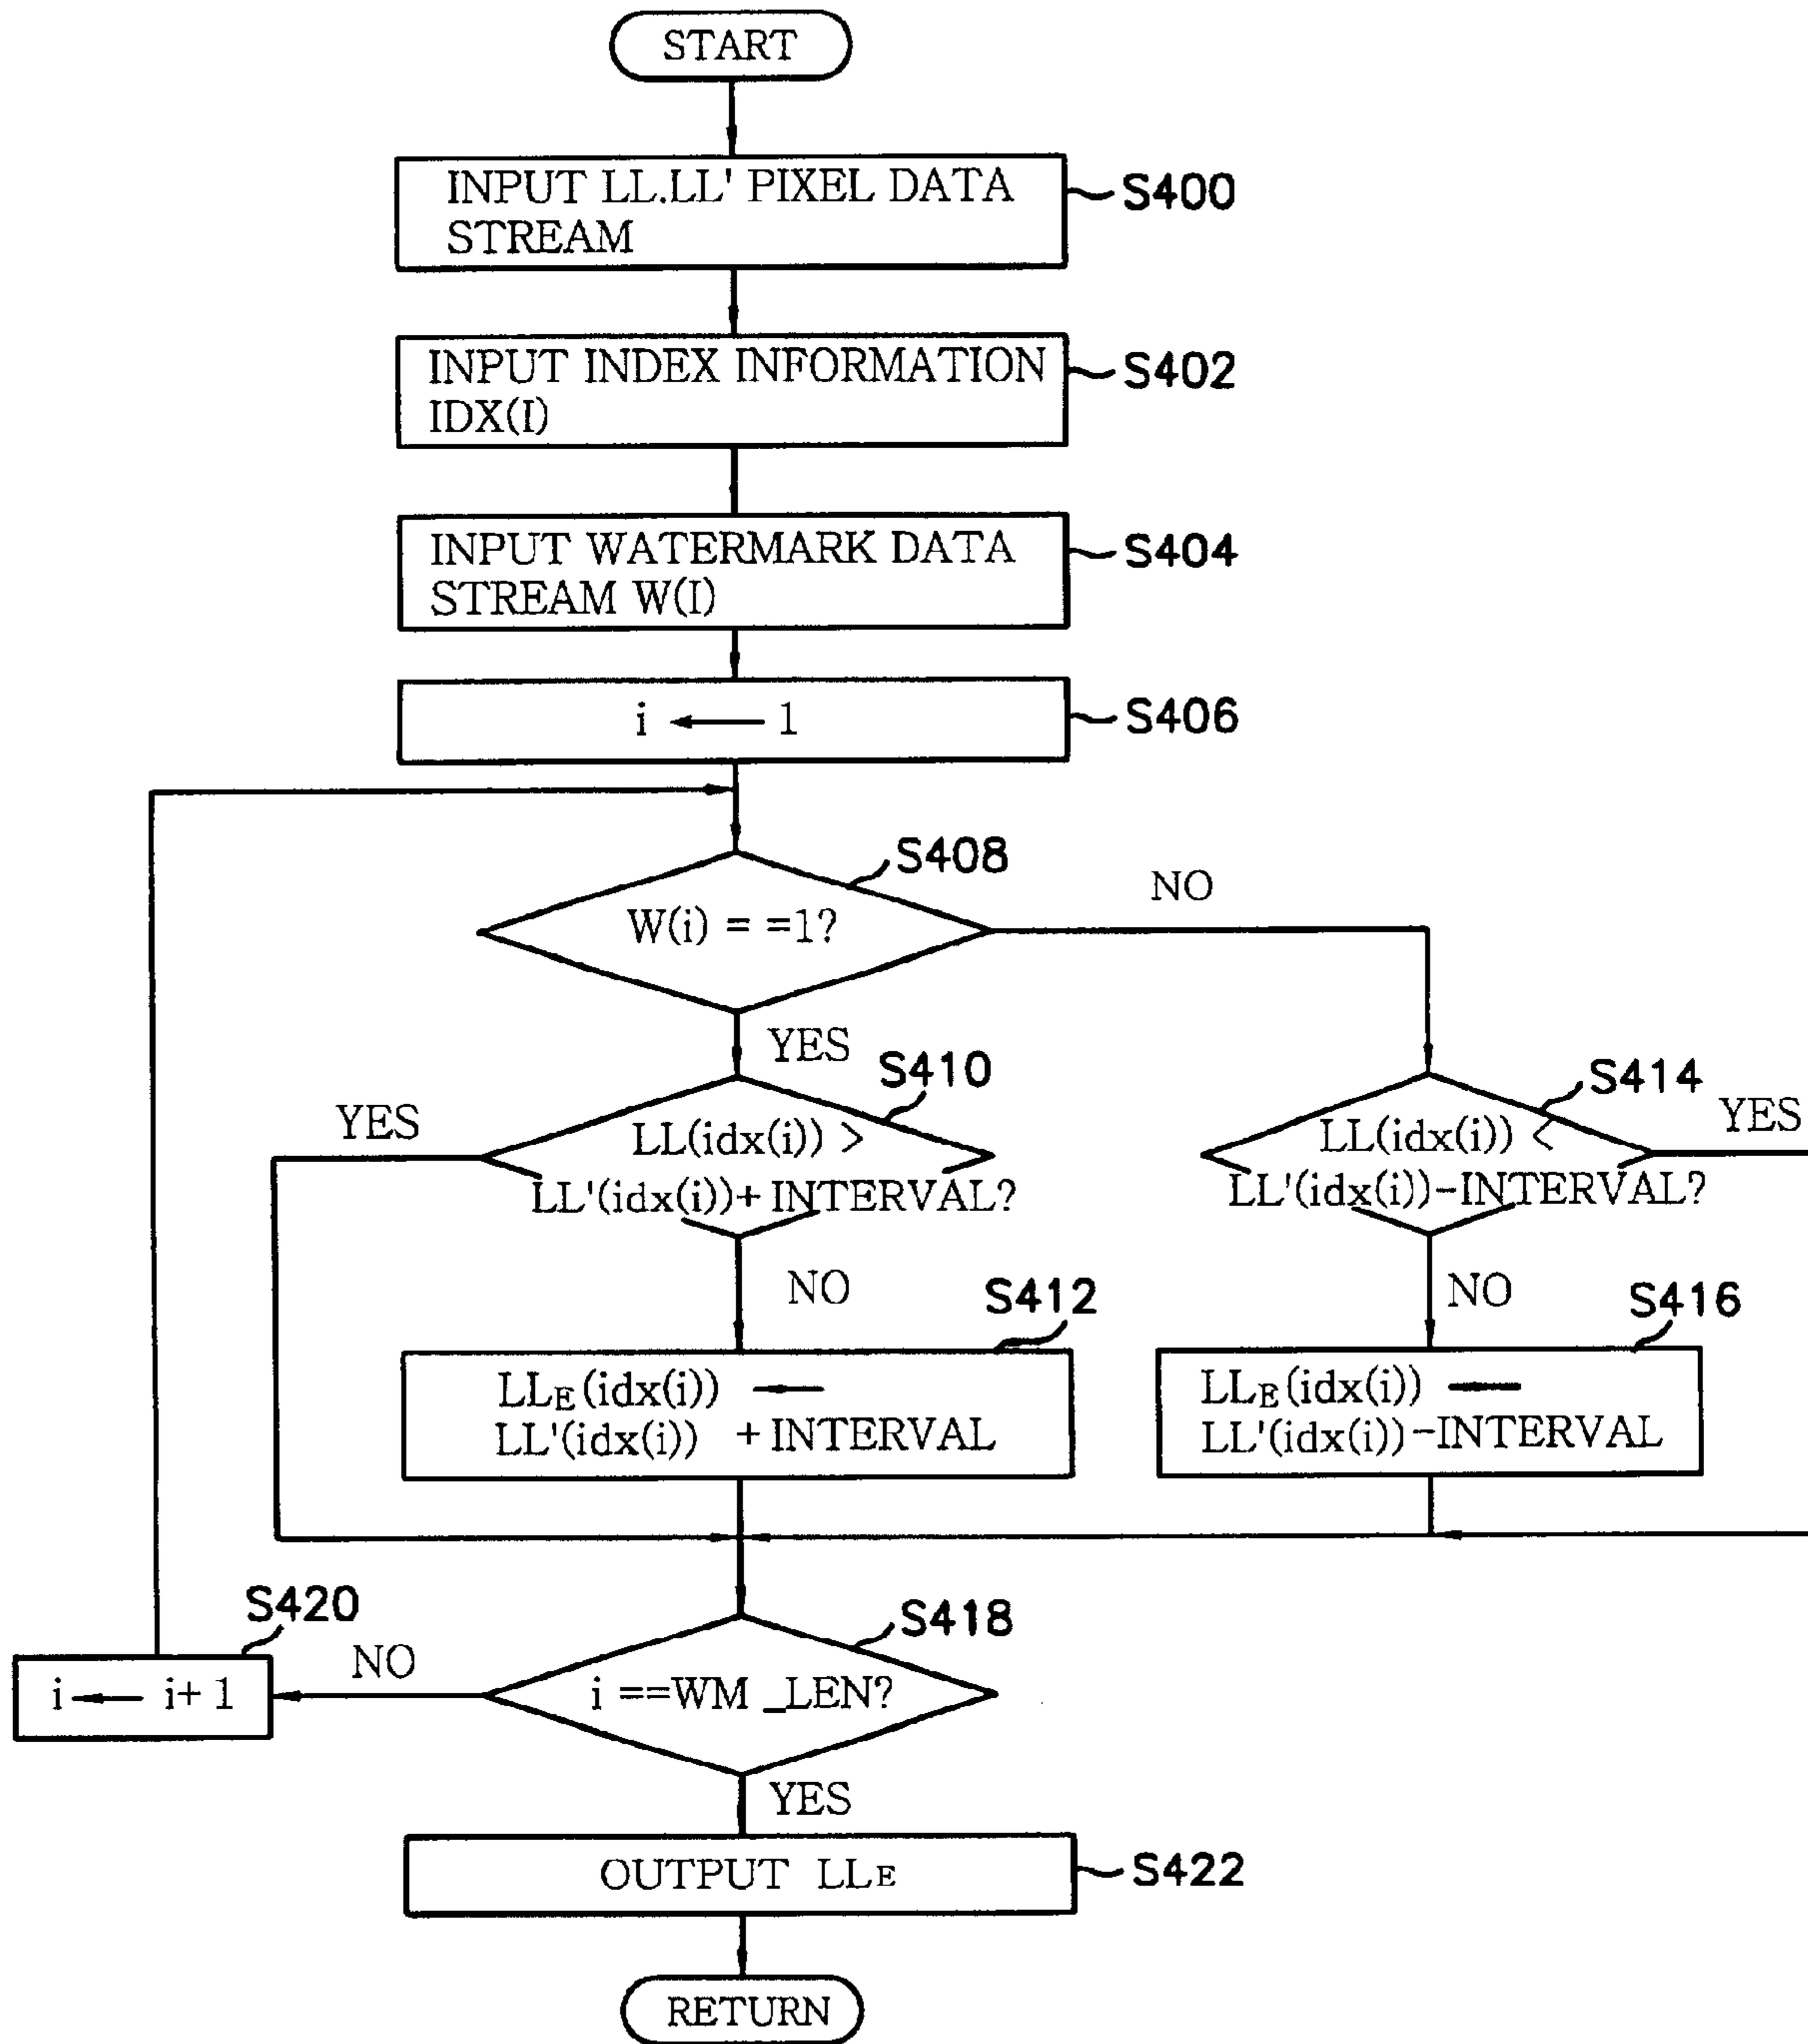 START
INPUT LL.LL' PIXEL DATA
STREAM
S400
INPUT INDEX INFORMATION
IDX(I)
S402
INPUT WATERMARK DATA
STREAM W(I)
S404
i ← 1
S406
S408
W(i) = =1?
NO
YES
S410
YES
LL(idx(i)) >
LL'(idx(i))+INTERVAL?
NO
S414
YES
LL(idx(i)) <
LL'(idx(i))-INTERVAL?
NO
S412
LLE(idx(i)) ←
LL'(idx(i)) +INTERVAL
S416
LLE(idx(i)) ←
LL'(idx(i))-INTERVAL
S420
i ← i+1
NO
S418
i ==WM _LEN?
YES
OUTPUT LLE
S422
RETURN